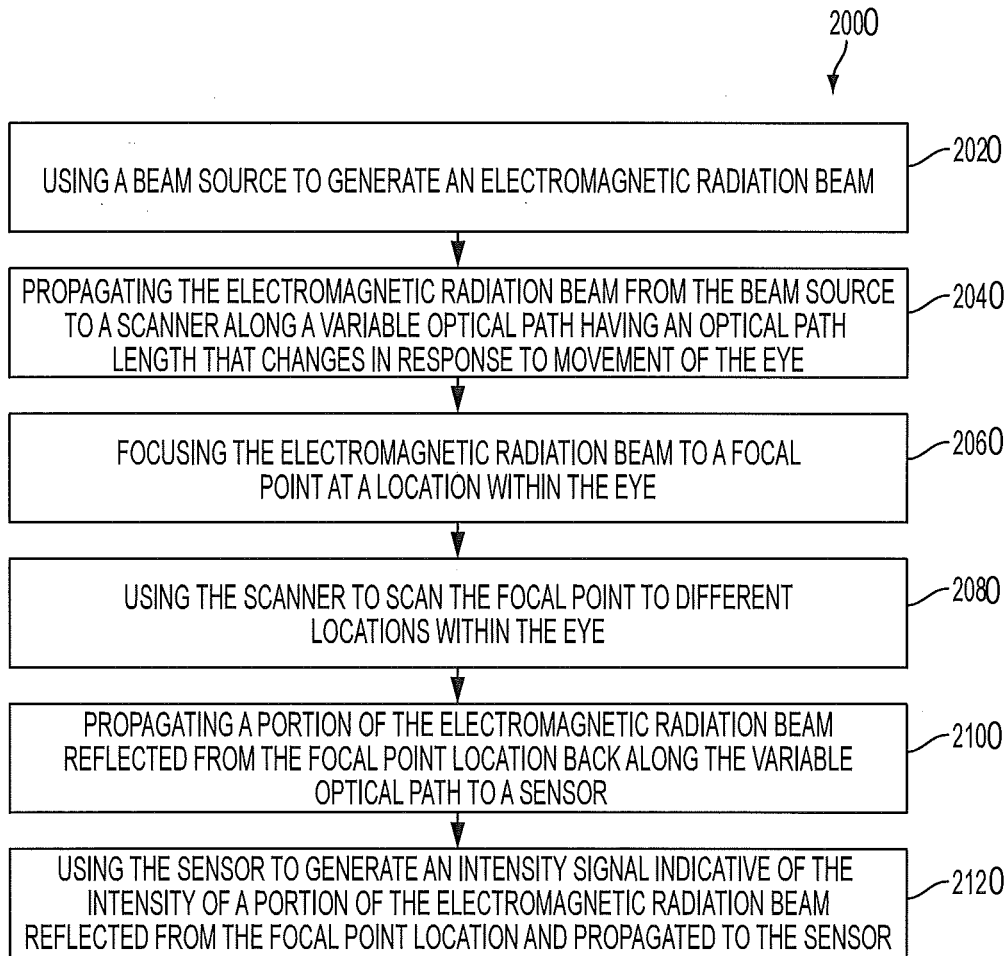 2000
USING A BEAM SOURCE TO GENERATE AN ELECTROMAGNETIC RADIATION BEAM
2020
PROPAGATING THE ELECTROMAGNETIC RADIATION BEAM FROM THE BEAM SOURCE
TO A SCANNER ALONG A VARIABLE OPTICAL PATH HAVING AN OPTICAL PATH
LENGTH THAT CHANGES IN RESPONSE TO MOVEMENT OF THE EYE
2040
FOCUSING THE ELECTROMAGNETIC RADIATION BEAM TO A FOCAL
POINT AT A LOCATION WITHIN THE EYE
2060
USING THE SCANNER TO SCAN THE FOCAL POINT TO DIFFERENT
LOCATIONS WITHIN THE EYE
2080
PROPAGATING A PORTION OF THE ELECTROMAGNETIC RADIATION BEAM
REFLECTED FROM THE FOCAL POINT LOCATION BACK ALONG THE VARIABLE
OPTICAL PATH TO A SENSOR
2100
USING THE SENSOR TO GENERATE AN INTENSITY SIGNAL INDICATIVE OF THE
INTENSITY OF A PORTION OF THE ELECTROMAGNETIC RADIATION BEAM
REFLECTED FROM THE FOCAL POINT LOCATION AND PROPAGATED TO THE SENSOR
2120